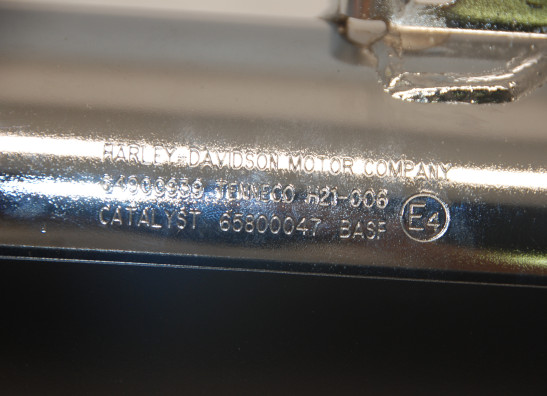 HARLEY-DAVIDSON MOTOR COMPANY
TENNECO H21-006
CATALYST 65800047 BASF E4